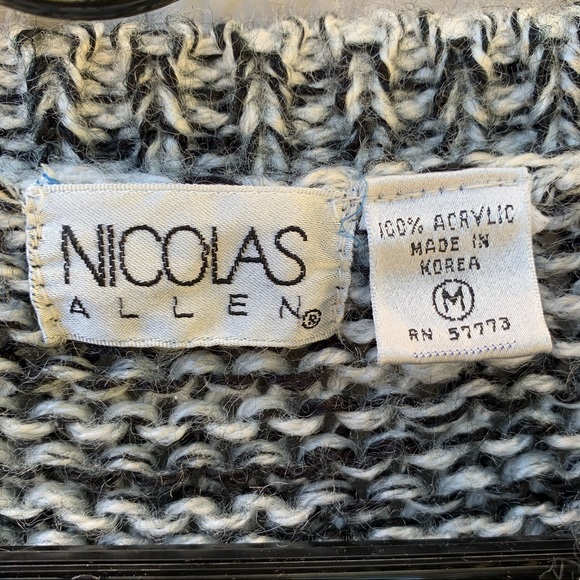 NICOLAS
ALLEN®
100% ACRYLIC
MADE IN
KOREA
M
RN 57773